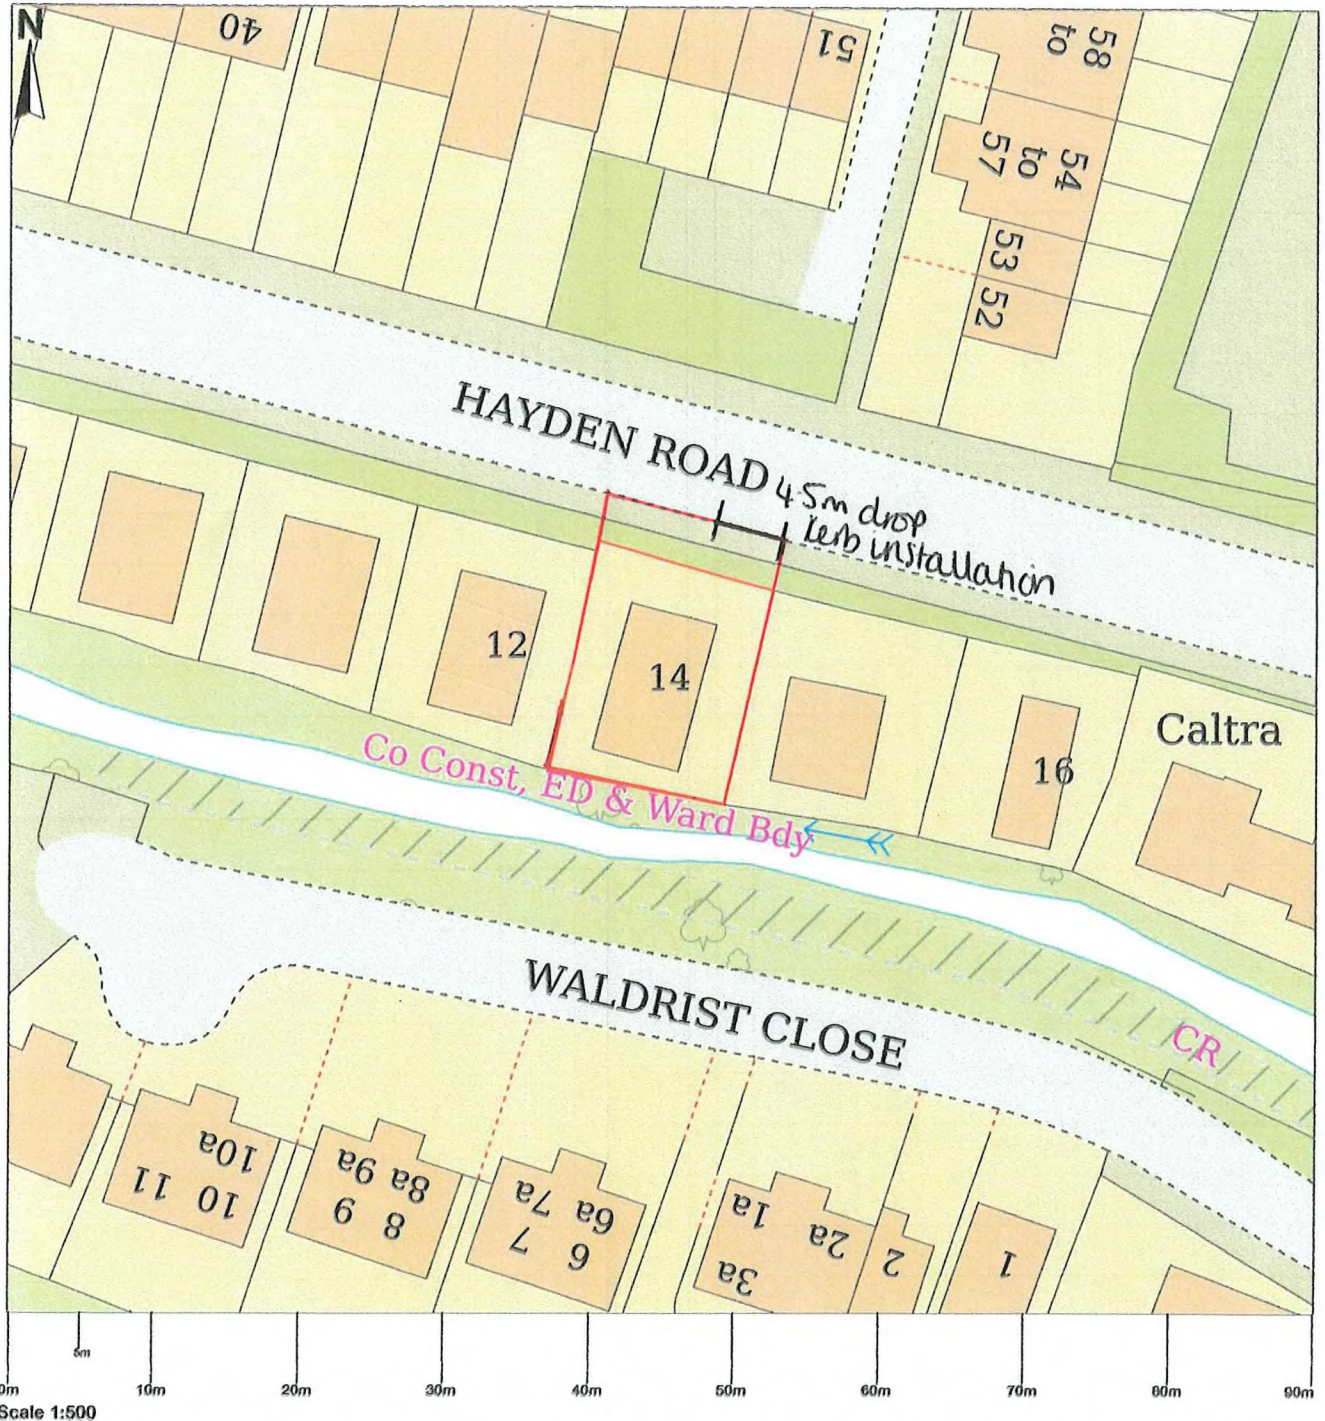 N
40
51
58
to
54
to
57
53
52
HAYDEN ROAD
4.5m drop
kerb installation
12
14
16
Caltra
Co Const, ED & Ward Bdy
WALDRIST CLOSE
CR
10a
11 10
9a 8a
9 8
7a 6a
7 6
1a
2a
3a
2
1
5m
0m 10m 20m 30m 40m 50m 60m 70m 80m 90m
Scale 1:500